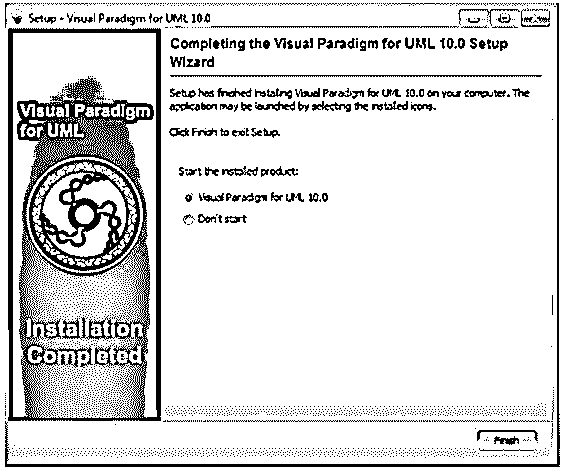 Setup - Visual Paradigm for UML 10.0
Completing the Visual Paradigm for UML 10.0 Setup
Wizard
Setup has finished installing Visual Paradigm for UML 10.0 on your computer. The
application may be launched by selecting the installed icons.
Click Finish to exit Setup.
Start the installed product:
Visual Paradigm for UML 10.0
Don't start
Visual Paradigm
for UML
Installation
Completed
Finish